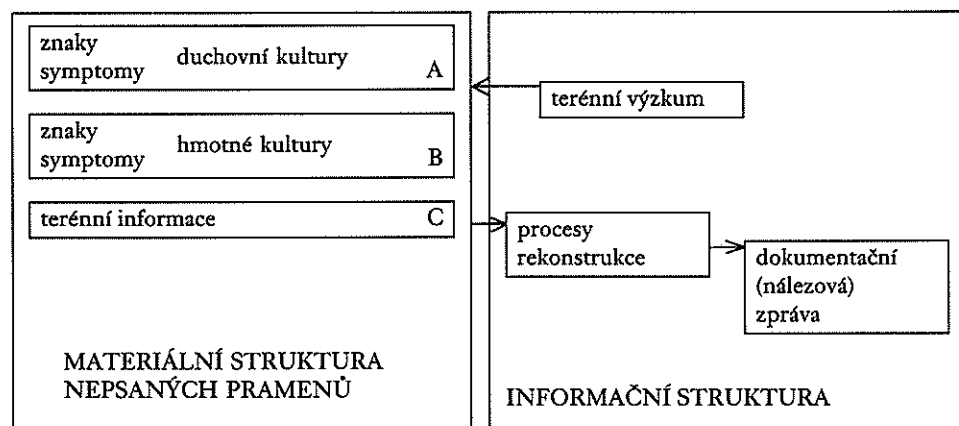 znaky
symptomy
duchovní kultury
A
znaky
symptomy
hmotné kultury
B
terénní informace
C
MATERIÁLNÍ STRUKTURA
NEPSANÝCH PRAMENŮ
terénní výzkum
procesy
rekonstrukce
dokumentační
(nálezová)
zpráva
INFORMAČNÍ STRUKTURA